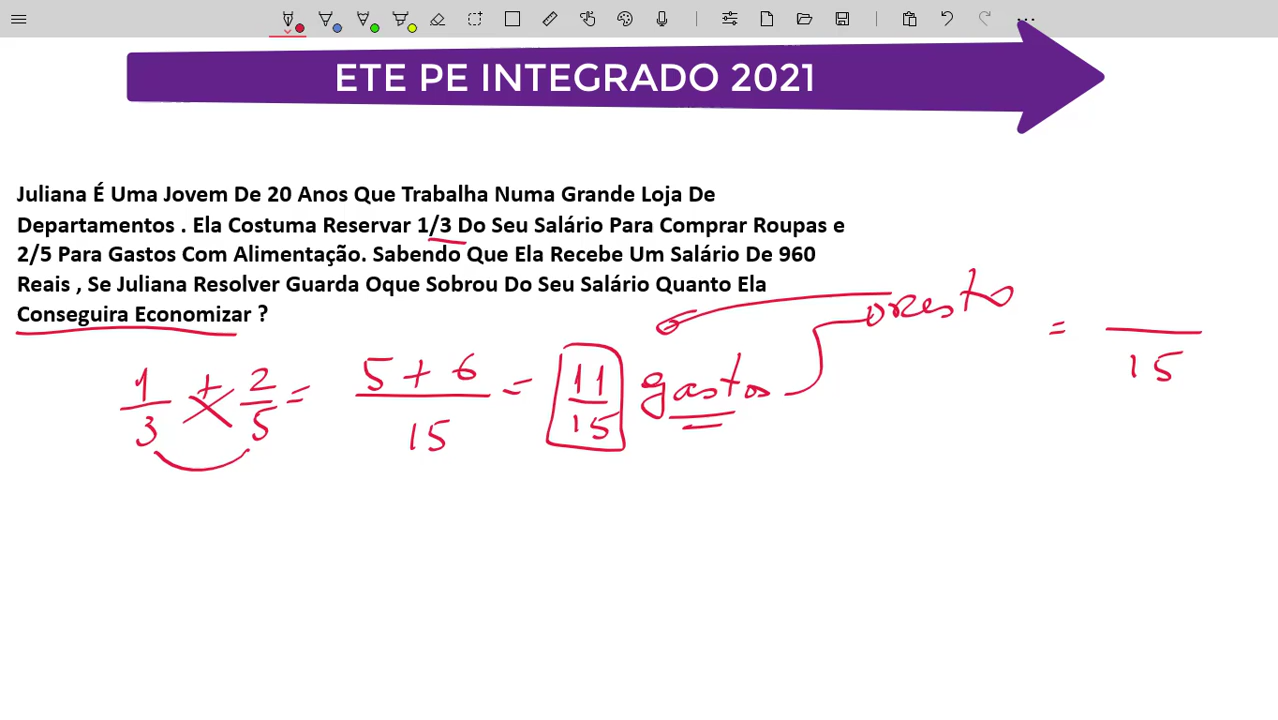 ETE PE INTEGRADO 2021
Juliana É Uma Jovem De 20 Anos Que Trabalha Numa Grande Loja De
Departamentos . Ela Costuma Reservar 1/3 Do Seu Salário Para Comprar Roupas e
2/5 Para Gastos Com Alimentação. Sabendo Que Ela Recebe Um Salário De 960
Reais , Se Juliana Resolver Guarda Oque Sobrou Do Seu Salário Quanto Ela
Conseguira Economizar ?
oresto = /15
1/3 + 2/5 = 5 + 6/15 = 11/15 gastos